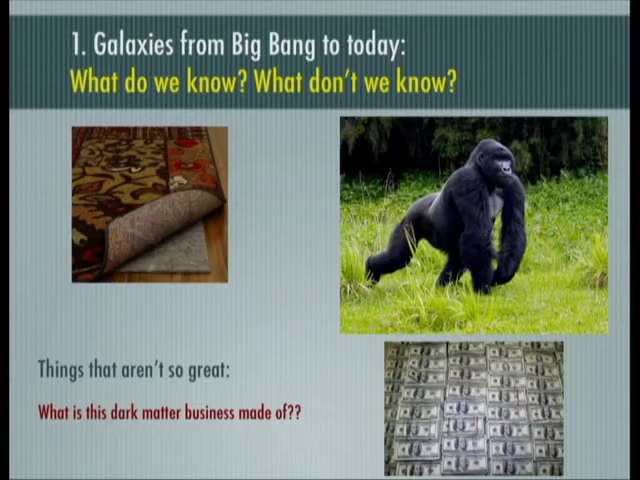 1. Galaxies from Big Bang to today:
What do we know? What don't we know?
Things that aren't so great:
What is this dark matter business made of??